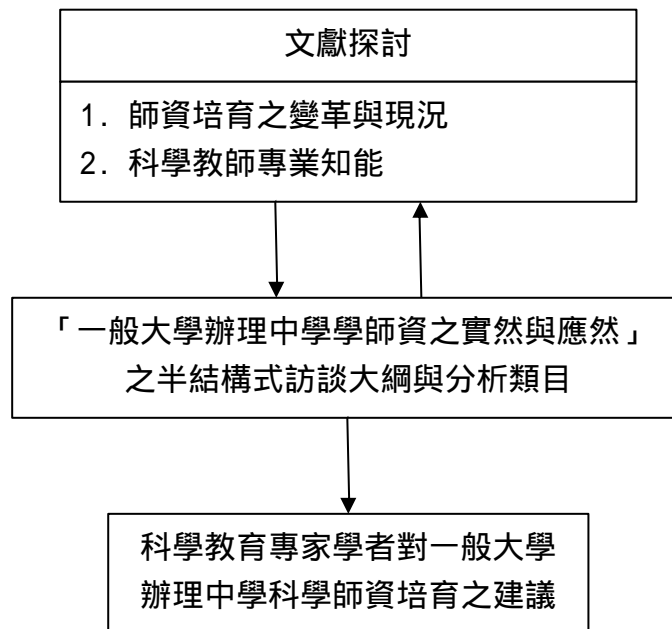 文獻探討
1. 師資培育之變革與現況
2. 科學教師專業知能
「一般大學辦理中學學師資之實然與應然」
之半結構式訪談大綱與分析類目
科學教育專家學者對一般大學
辦理中學科學師資培育之建議